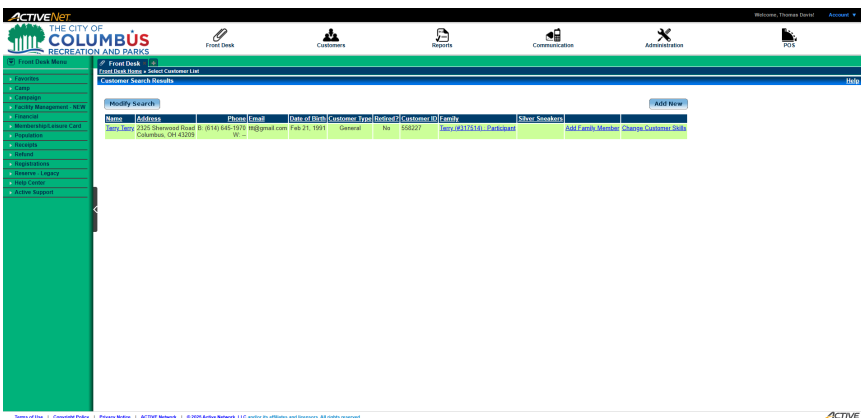 ACTIVENet
Welcome, Thomas Davis! Account
THE CITY OF
COLUMBUS
RECREATION AND PARKS
Front Desk
Customers
Reports
Communication
Administration
POS
Front Desk Menu
Favorites
Camp
Campaign
Facility Management - NEW
Financial
Membership/Leisure Card
Population
Receipts
Refund
Registrations
Reserve - Legacy
Help Center
Active Support
Front Desk +
Front Desk Home » Select Customer List
Customer Search Results Help
Modify Search Add New
Name Address Phone Email Date of Birth Customer Type Retired? Customer ID Family Silver Sneakers
Terry Terry 2325 Sherwood Road B: (614) 645-1970 Feb 21, 1991 General No 558227 Terry (#317514) : Participant Add Family Member Change Customer Skills
Columbus, OH 43209 W: --
Terms of Use | Copyright Policy | Privacy Notice | ACTIVE Network | © 2025 Active Network, LLC and/or its affiliates and licensors. All rights reserved.
ACTIVE